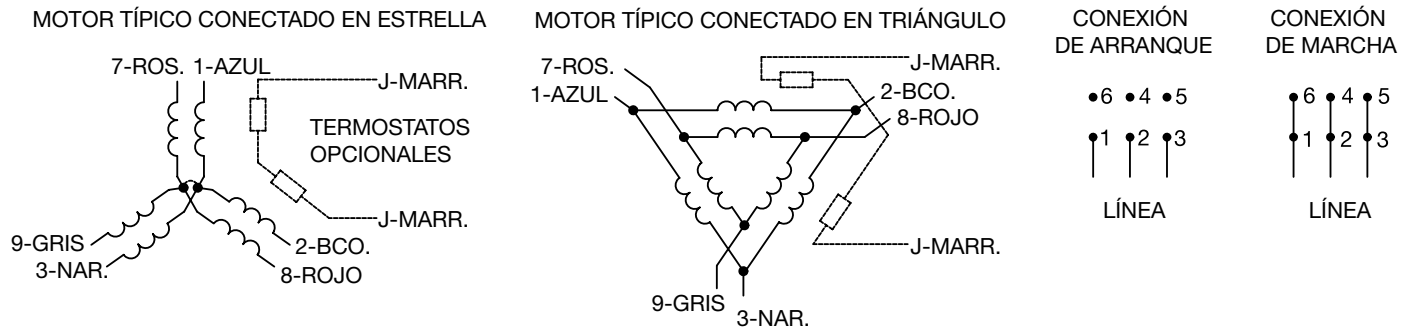 MOTOR TÍPICO CONECTADO EN ESTRELLA
7-ROS. 1-AZUL
J-MARR.
TERMOSTATOS
OPCIONALES
J-MARR.
9-GRIS
2-BCO.
3-NAR.
8-ROJO
MOTOR TÍPICO CONECTADO EN TRIÁNGULO
7-ROS.
J-MARR.
1-AZUL
2-BCO.
8-ROJO
J-MARR.
9-GRIS
3-NAR.
CONEXIÓN
DE ARRANQUE
6 4 5
1 2 3
LÍNEA
CONEXIÓN
DE MARCHA
6 4 5
1 2 3
LÍNEA